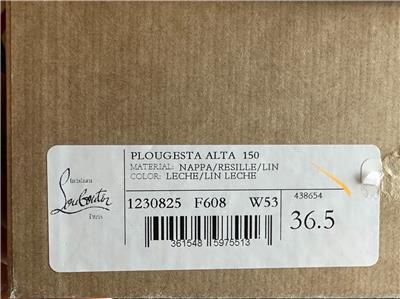 PLOUGESTA ALTA 150
MATERIAL: NAPPA/RESILLE/LIN
COLOR: LECHE/LIN LECHE
Christian
Louboutin
Paris
1230825 F608 W53
438654
36.5
361548 5975513